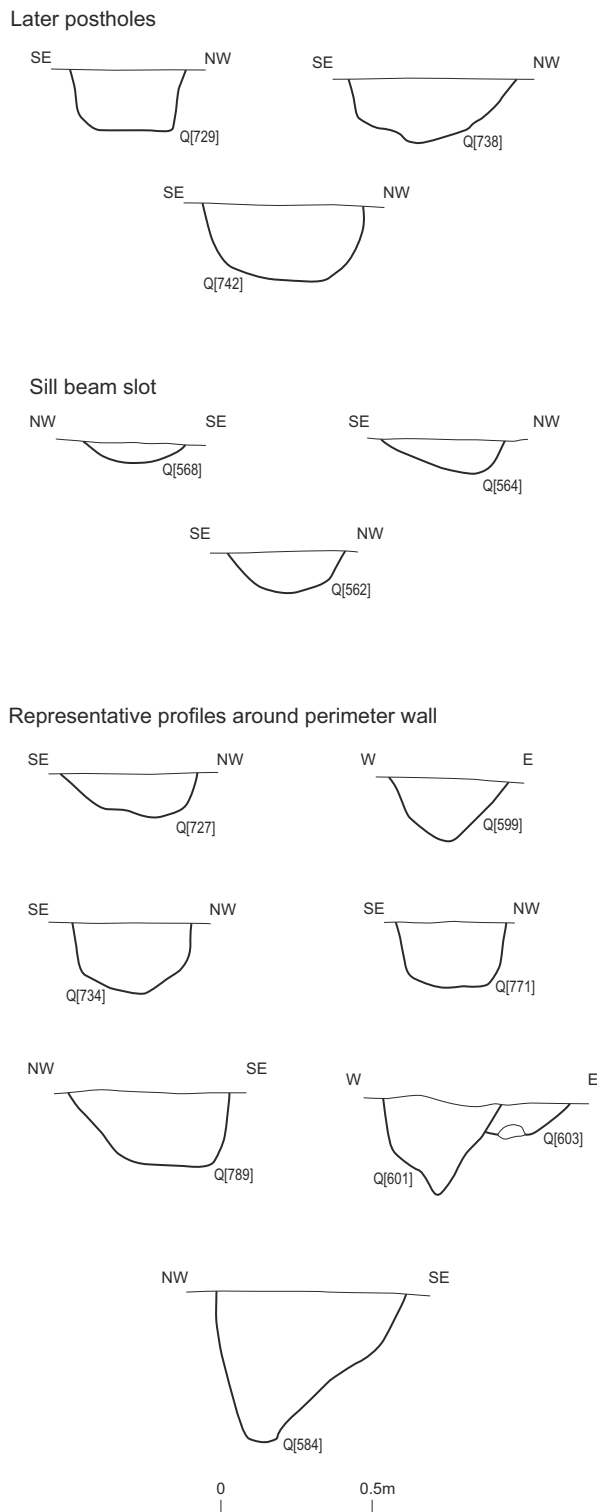 Later postholes
SE NW
Q[729]
SE NW
Q[738]
SE NW
Q[742]
Sill beam slot
NW SE
Q[568]
SE NW
Q[564]
SE NW
Q[562]
Representative profiles around perimeter wall
SE NW
Q[727]
W E
Q[599]
SE NW
Q[734]
SE NW
Q[771]
NW SE
Q[789]
W E
Q[601]
Q[603]
NW SE
Q[584]
0 0.5m